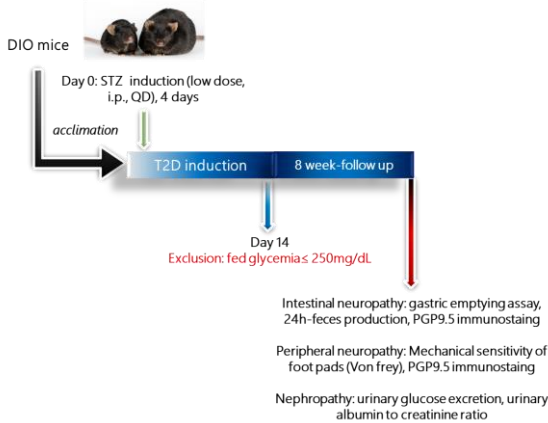 DIO mice
Day 0: STZ induction (low dose,
i.p., QD), 4 days
acclimation
T2D induction
8 week-follow up
Day 14
Exclusion: fed glycemia ≤ 250mg/dL
Intestinal neuropathy: gastric emptying assay,
24h-feces production, PGP9.5 immunostaing
Peripheral neuropathy: Mechanical sensitivity of
foot pads (Von frey), PGP9.5 immunostaing
Nephropathy: urinary glucose excretion, urinary
albumin to creatinine ratio